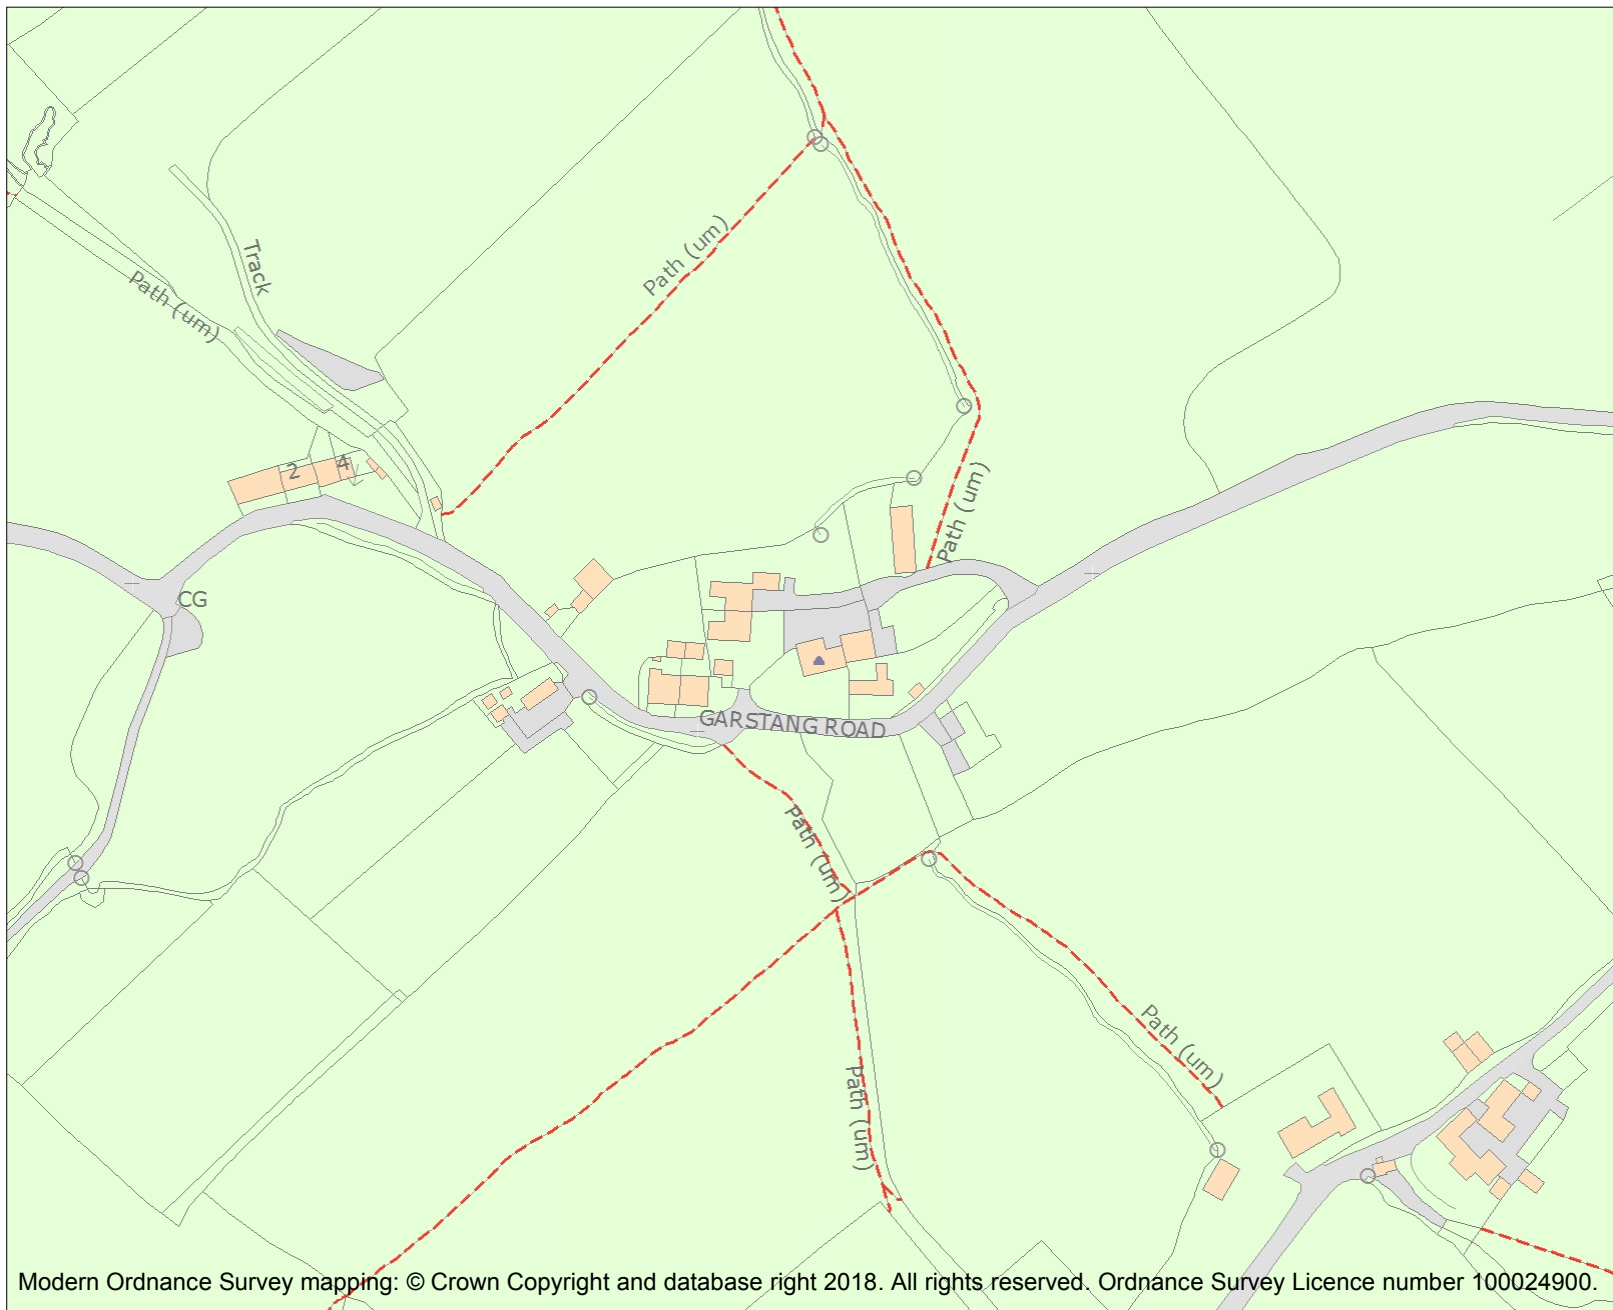 Path (um)
Track
Path (um)
2
4
Path (um)
CG
GARSTANG ROAD
Path (um)
Path (um)
Path (um)
Modern Ordnance Survey mapping: © Crown Copyright and database right 2018. All rights reserved. Ordnance Survey Licence number 100024900.